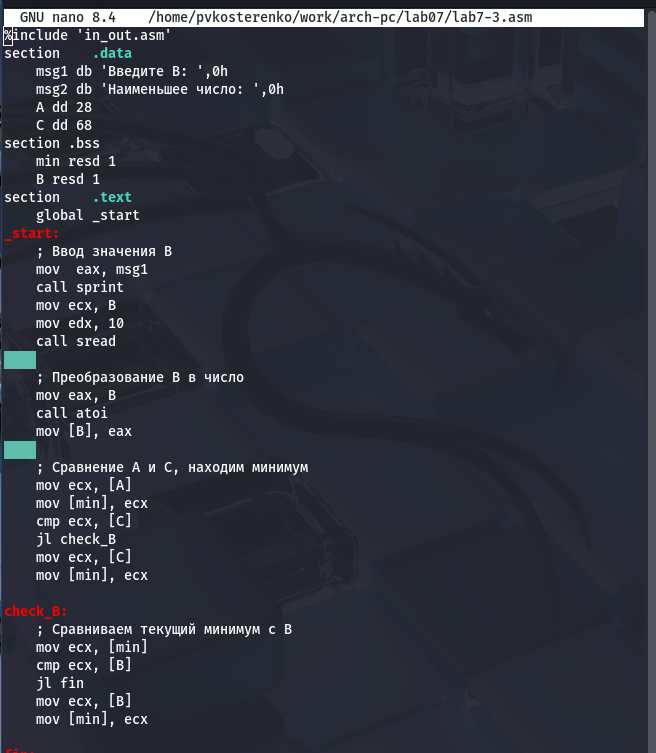 GNU nano 8.4 /home/pvkosterenko/work/arch-pc/lab07/lab7-3.asm
%include 'in_out.asm'
section .data
msg1 db 'Введите B: ',0h
msg2 db 'Наименьшее число: ',0h
A dd 28
C dd 68
section .bss
min resd 1
B resd 1
section .text
global _start
_start:
; Ввод значения B
mov eax, msg1
call sprint
mov ecx, B
mov edx, 10
call sread
; Преобразование B в число
mov eax, B
call atoi
mov [B], eax
; Сравнение A и C, находим минимум
mov ecx, [A]
mov [min], ecx
cmp ecx, [C]
jl check_B
mov ecx, [C]
mov [min], ecx
check_B:
; Сравниваем текущий минимум с B
mov ecx, [min]
cmp ecx, [B]
jl fin
mov ecx, [B]
mov [min], ecx